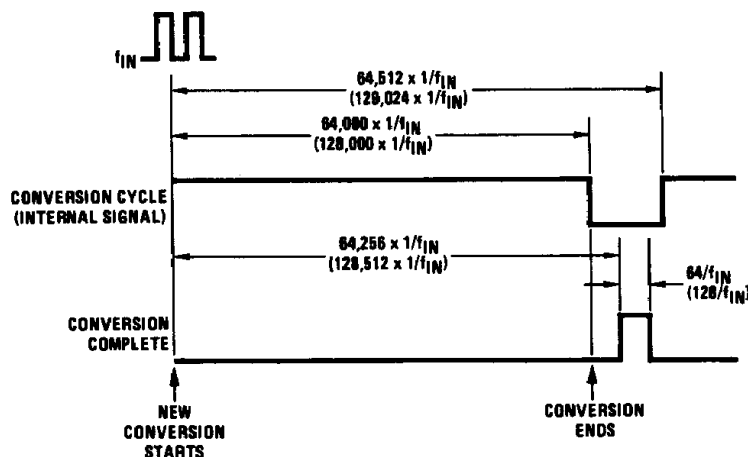 fIN
64,512 x 1/fIN
(129,024 x 1/fIN)
64,000 x 1/fIN
(128,000 x 1/fIN)
CONVERSION CYCLE
(INTERNAL SIGNAL)
64,256 x 1/fIN
(128,512 x 1/fIN)
64/fIN
(128/fIN)
CONVERSION
COMPLETE
NEW
CONVERSION
STARTS
CONVERSION
ENDS